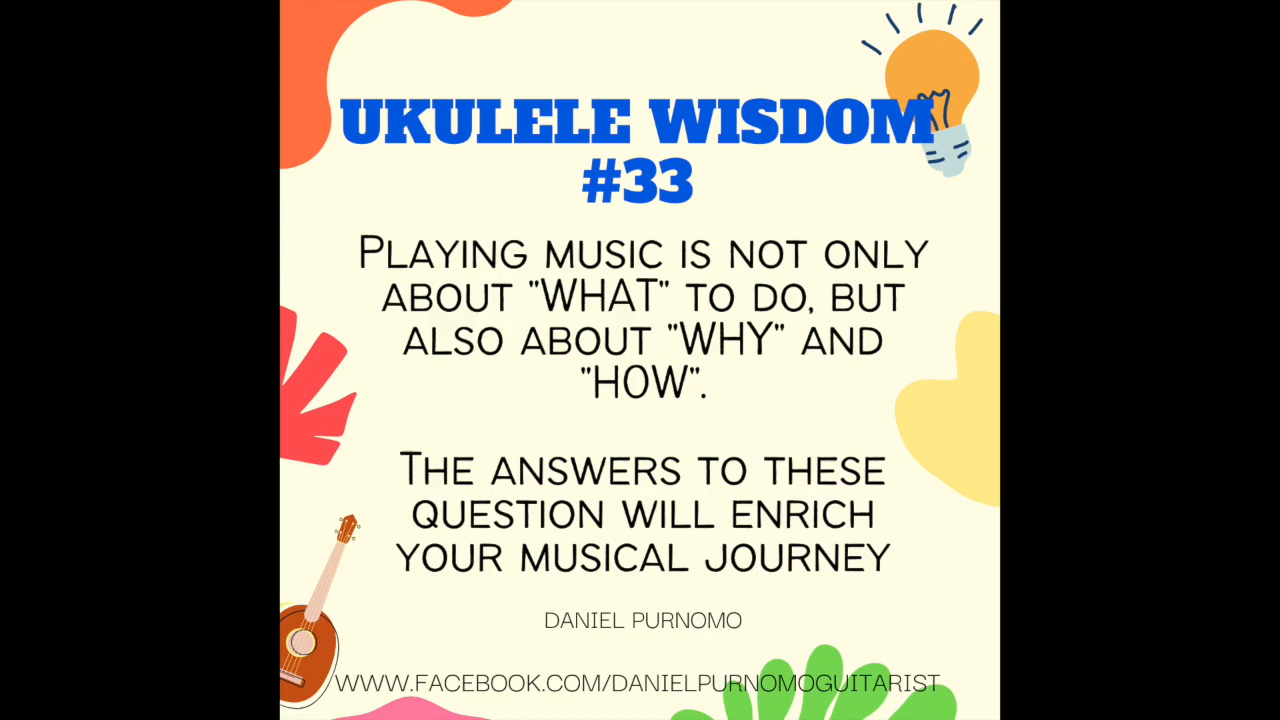 UKULELE WISDOM
#33
PLAYING MUSIC IS NOT ONLY
ABOUT "WHAT" TO DO, BUT
ALSO ABOUT "WHY" AND
"HOW".
THE ANSWERS TO THESE
QUESTION WILL ENRICH
YOUR MUSICAL JOURNEY
DANIEL PURNOMO
WWW.FACEBOOK.COM/DANIELPURNOMOGUITARIST